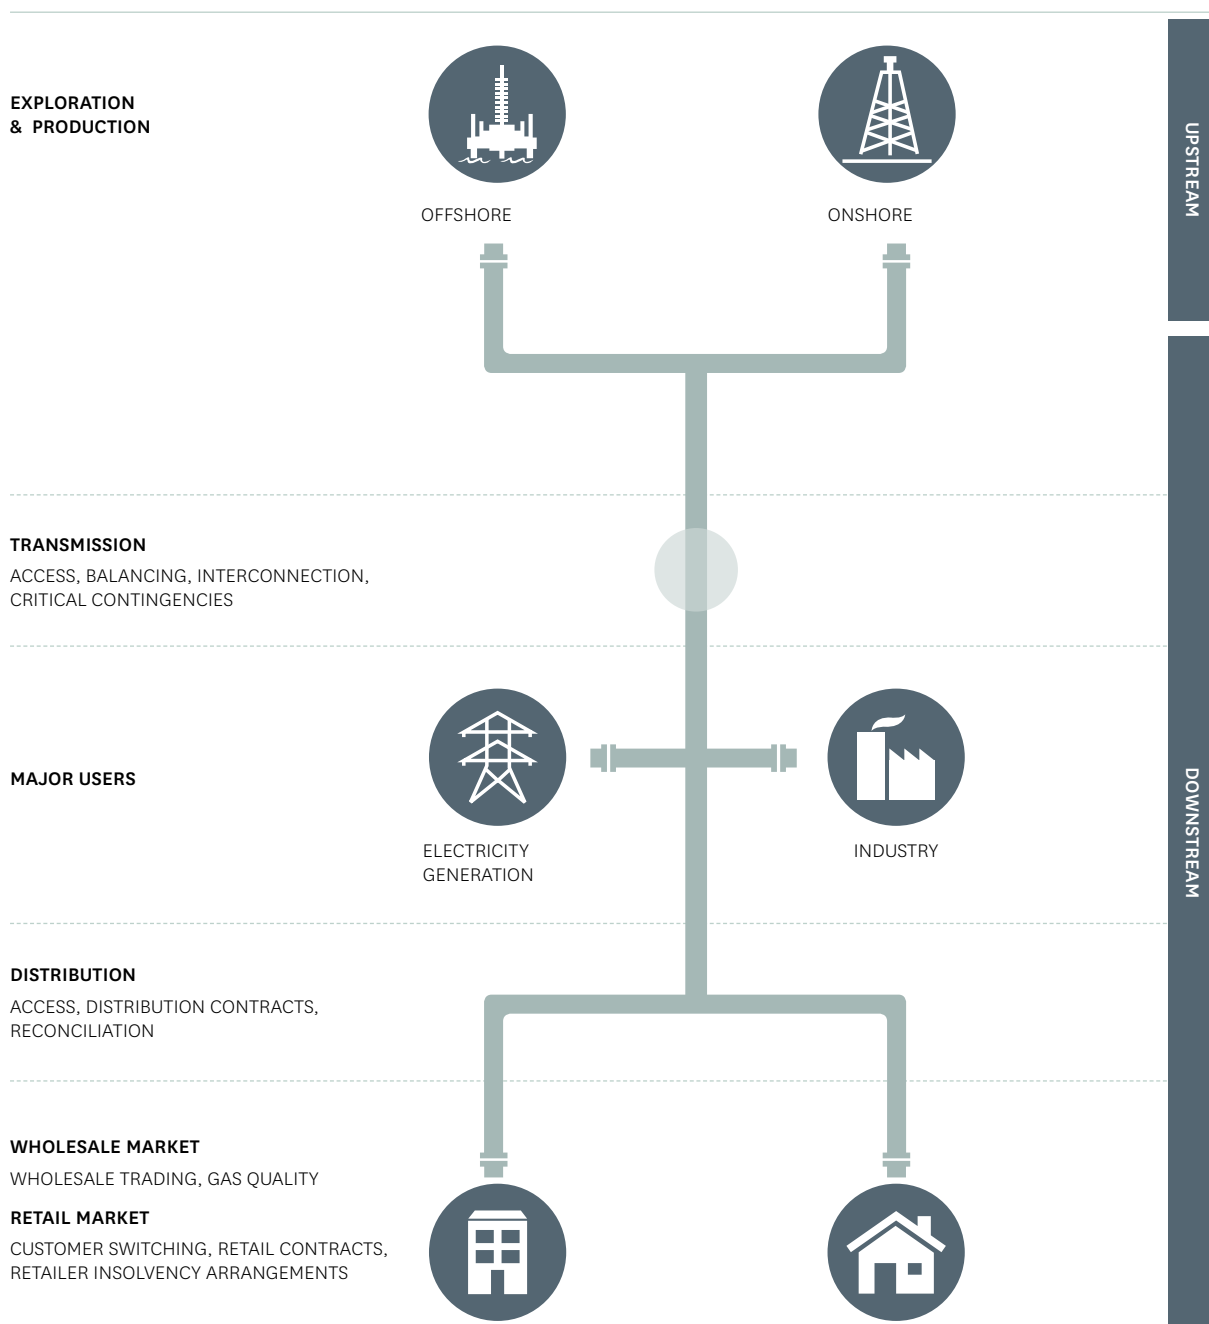 EXPLORATION
& PRODUCTION
OFFSHORE
ONSHORE
UPSTREAM
TRANSMISSION
ACCESS, BALANCING, INTERCONNECTION,
CRITICAL CONTINGENCIES
MAJOR USERS
ELECTRICITY
GENERATION
INDUSTRY
DOWNSTREAM
DISTRIBUTION
ACCESS, DISTRIBUTION CONTRACTS,
RECONCILIATION
WHOLESALE MARKET
WHOLESALE TRADING, GAS QUALITY
RETAIL MARKET
CUSTOMER SWITCHING, RETAIL CONTRACTS,
RETAILER INSOLVENCY ARRANGEMENTS